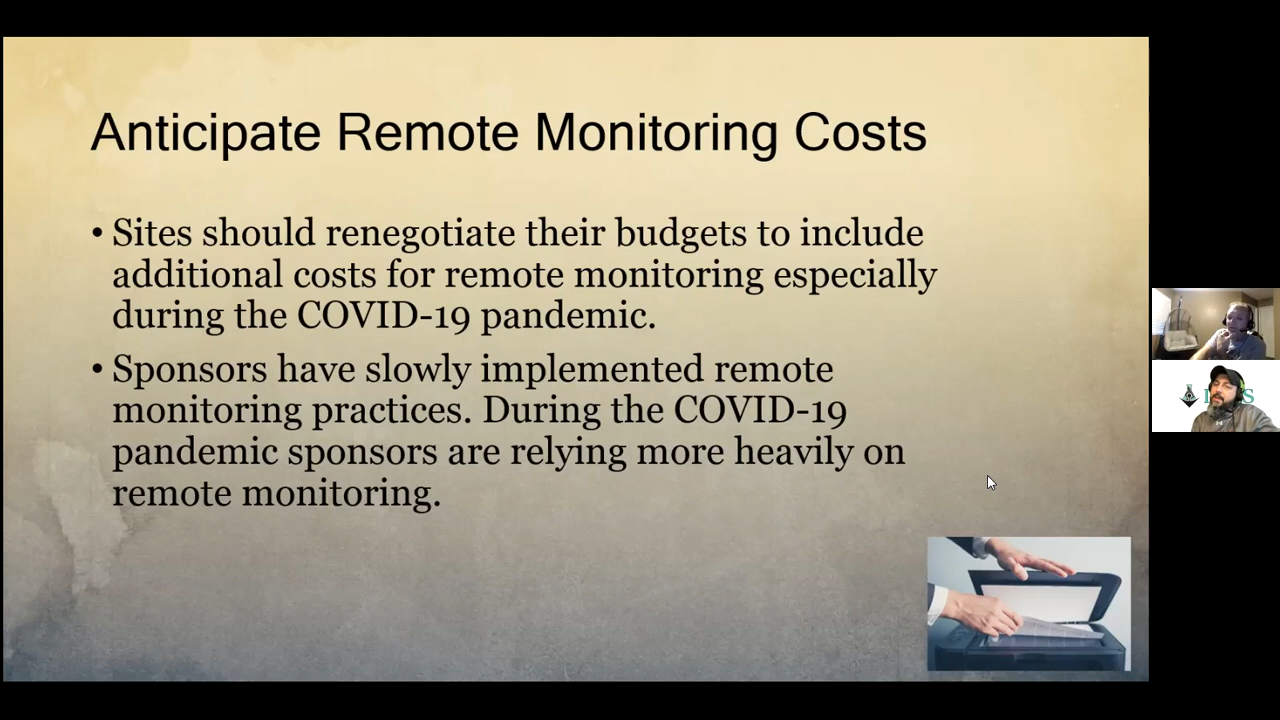 Anticipate Remote Monitoring Costs
• Sites should renegotiate their budgets to include
additional costs for remote monitoring especially
during the COVID-19 pandemic.
• Sponsors have slowly implemented remote
monitoring practices. During the COVID-19
pandemic sponsors are relying more heavily on
remote monitoring.